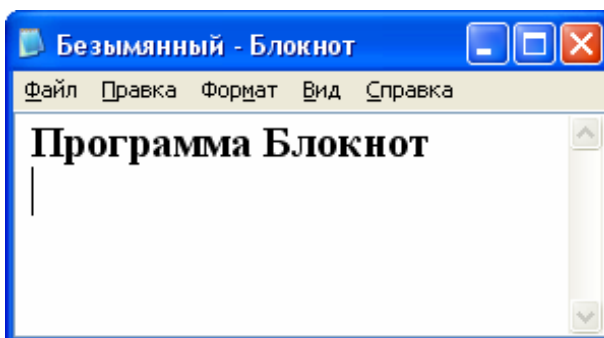 Безымянный - Блокнот
Файл Правка Формат Вид Справка
Программа Блокнот